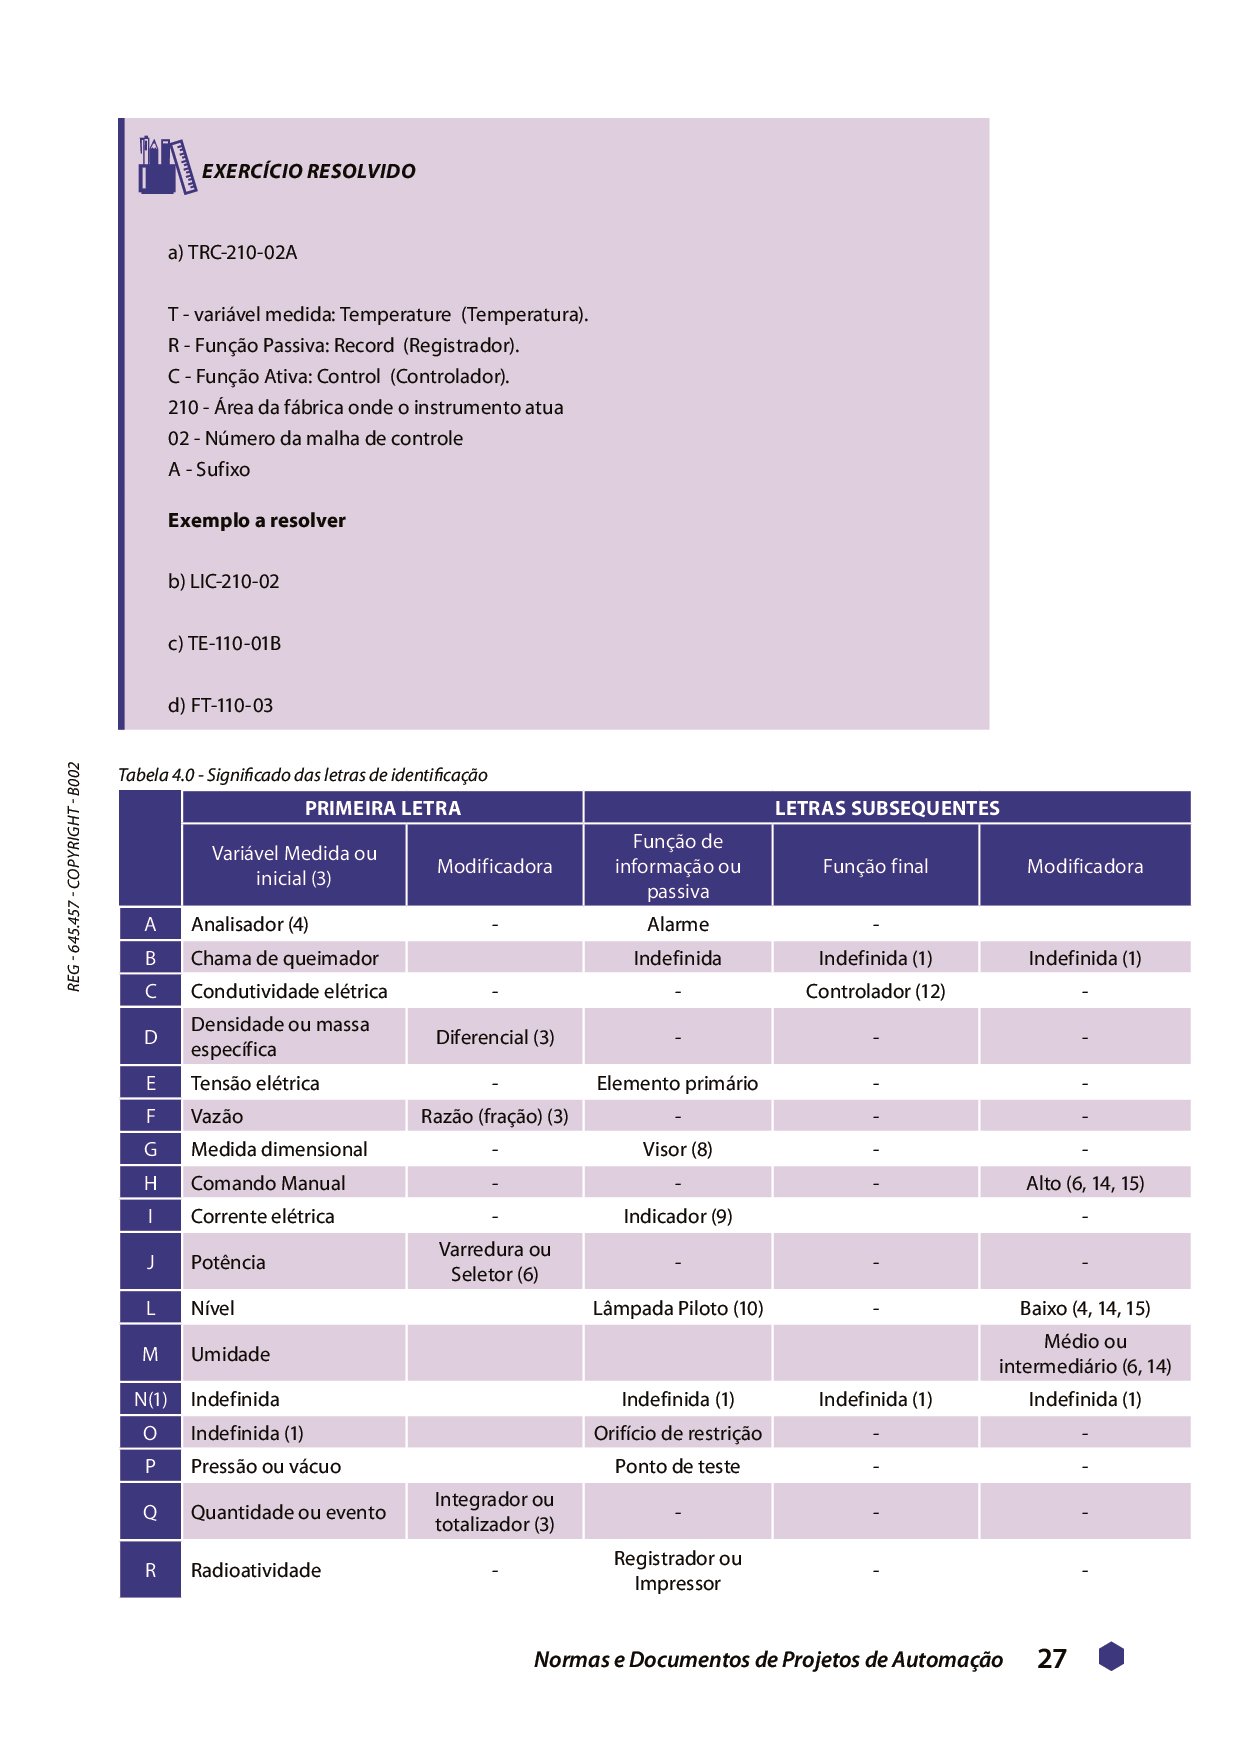 EXERCÍCIO RESOLVIDO
a) TRC-210-02A
T - variável medida: Temperature  (Temperatura).
R - Função Passiva: Record  (Registrador).
C - Função Ativa: Control  (Controlador).
210 - Área da fábrica onde o instrumento atua
02 - Número da malha de controle
A - Sufixo
Exemplo a resolver
b) LIC-210-02
c) TE-110-01B
d) FT-110-03
REG - 645.457 - COPYRIGHT - B002
Tabela 4.0 - Significado das letras de identificação
PRIMEIRA LETRA LETRAS SUBSEQUENTES
Variável Medida ou
inicial (3)
Modificadora
Função de
informação ou
passiva
Função final
Modificadora
A Analisador (4) - Alarme -
B Chama de queimador Indefinida Indefinida (1) Indefinida (1)
C Condutividade elétrica - - Controlador (12) -
D Densidade ou massa
específica
Diferencial (3) - - -
E Tensão elétrica - Elemento primário - -
F Vazão Razão (fração) (3) - - -
G Medida dimensional - Visor (8) - -
H Comando Manual - - - Alto (6, 14, 15)
I Corrente elétrica - Indicador (9) -
J Potência Varredura ou
Seletor (6)
- - -
L Nível Lâmpada Piloto (10) - Baixo (4, 14, 15)
M Umidade Médio ou
intermediário (6, 14)
N(1) Indefinida Indefinida (1) Indefinida (1) Indefinida (1)
O Indefinida (1) Orifício de restrição - -
P Pressão ou vácuo Ponto de teste - -
Q Quantidade ou evento Integrador ou
totalizador (3)
- - -
R Radioatividade - Registrador ou
Impressor
- -
Normas e Documentos de Projetos de Automação 27